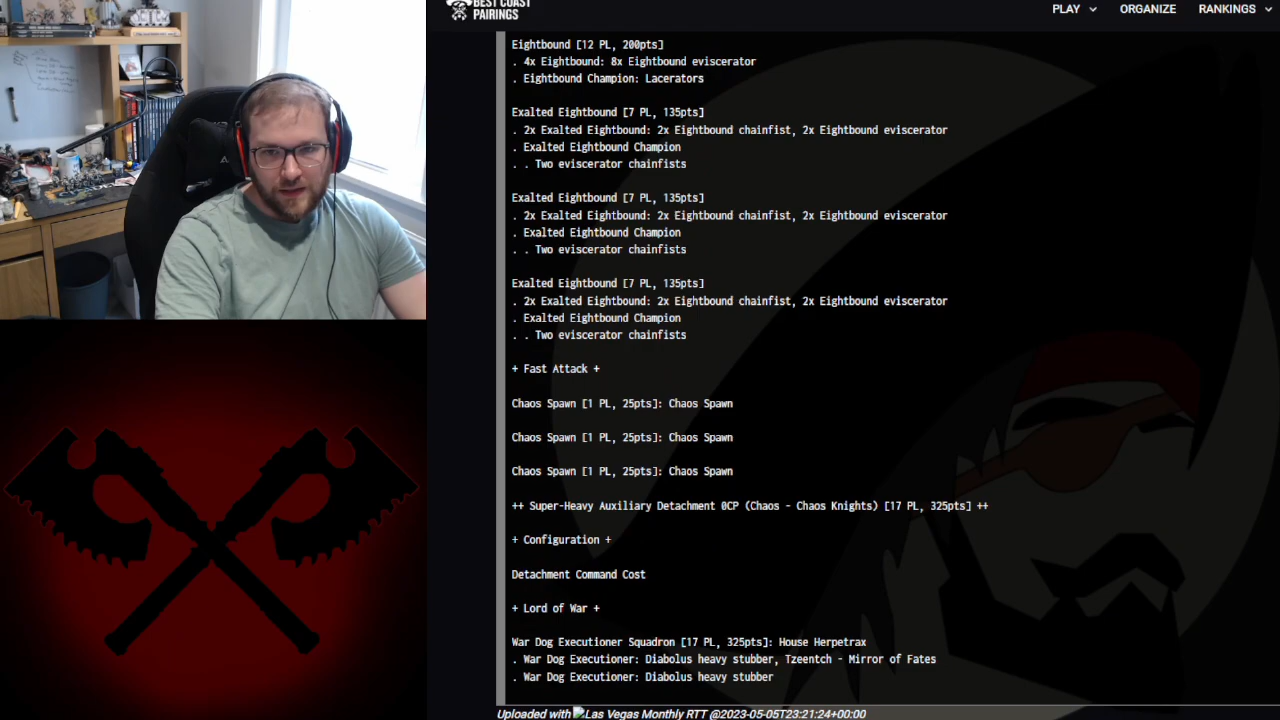 BEST COAST
PAIRINGS
PLAY
ORGANIZE
RANKINGS
Eightbound [12 PL, 200pts]
. 4x Eightbound: 8x Eightbound eviscerator
. Eightbound Champion: Lacerators
Exalted Eightbound [7 PL, 135pts]
. 2x Exalted Eightbound: 2x Eightbound chainfist, 2x Eightbound eviscerator
. Exalted Eightbound Champion
. . Two eviscerator chainfists
Exalted Eightbound [7 PL, 135pts]
. 2x Exalted Eightbound: 2x Eightbound chainfist, 2x Eightbound eviscerator
. Exalted Eightbound Champion
. . Two eviscerator chainfists
Exalted Eightbound [7 PL, 135pts]
. 2x Exalted Eightbound: 2x Eightbound chainfist, 2x Eightbound eviscerator
. Exalted Eightbound Champion
. . Two eviscerator chainfists
+ Fast Attack +
Chaos Spawn [1 PL, 25pts]: Chaos Spawn
Chaos Spawn [1 PL, 25pts]: Chaos Spawn
Chaos Spawn [1 PL, 25pts]: Chaos Spawn
++ Super-Heavy Auxiliary Detachment 0CP (Chaos - Chaos Knights) [17 PL, 325pts] ++
+ Configuration +
Detachment Command Cost
+ Lord of War +
War Dog Executioner Squadron [17 PL, 325pts]: House Herpetrax
. War Dog Executioner: Diabolus heavy stubber, Tzeentch - Mirror of Fates
. War Dog Executioner: Diabolus heavy stubber
Uploaded with Las Vegas Monthly RTT @2023-05-05T23:21:24+00:00